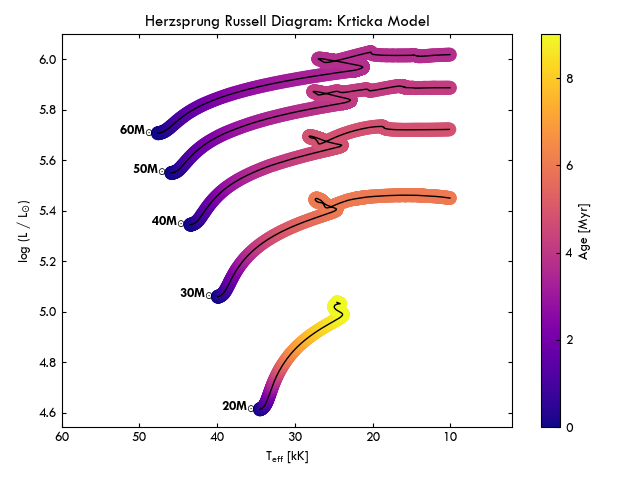 Herzsprung Russell Diagram: Krticka Model
log (L / L⊙)
6.0
5.8
5.6
5.4
5.2
5.0
4.8
4.6
60M⊙
50M⊙
40M⊙
30M⊙
20M⊙
60 50 40 30 20 10
T_eff [kK]
8
6
4
2
0
Age [Myr]